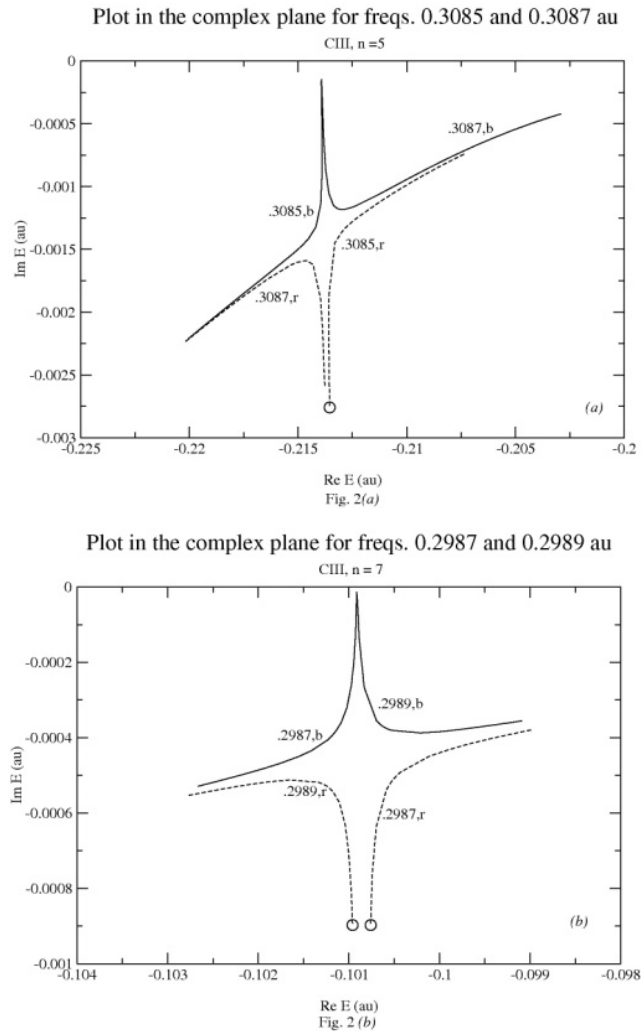 Plot in the complex plane for freqs. 0.3085 and 0.3087 au
CIII, n =5
0
-0.0005
-0.001
-0.0015
-0.002
-0.0025
-0.003
Im E (au)
.3087,b
.3085,b
.3085,r
.3087,r
(a)
-0.225
-0.22
-0.215
-0.21
-0.205
-0.2
Re E (au)
Fig. 2(a)
Plot in the complex plane for freqs. 0.2987 and 0.2989 au
CIII, n = 7
0
-0.0002
-0.0004
-0.0006
-0.0008
-0.001
Im E (au)
.2989,b
.2987,b
.2989,r
.2987,r
(b)
-0.104
-0.103
-0.102
-0.101
-0.1
-0.099
-0.098
Re E (au)
Fig. 2 (b)